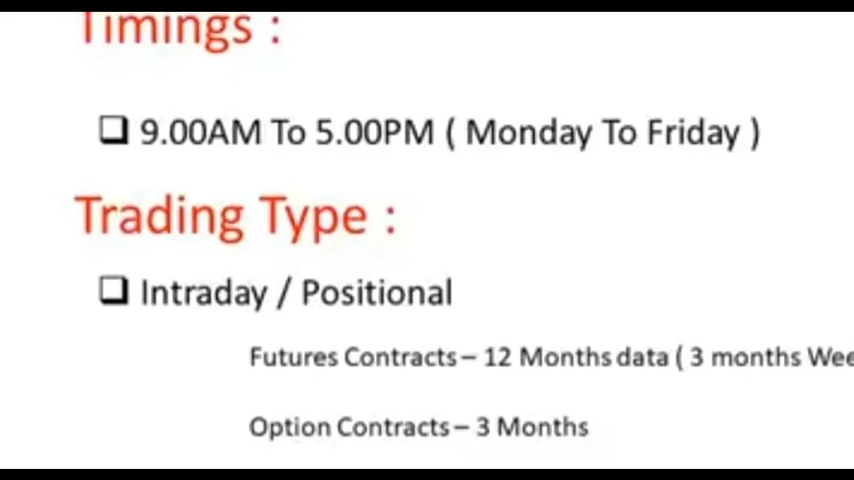 Timings :
9.00AM To 5.00PM ( Monday To Friday )
Trading Type :
Intraday / Positional
Futures Contracts – 12 Months data ( 3 months
Option Contracts – 3 Months